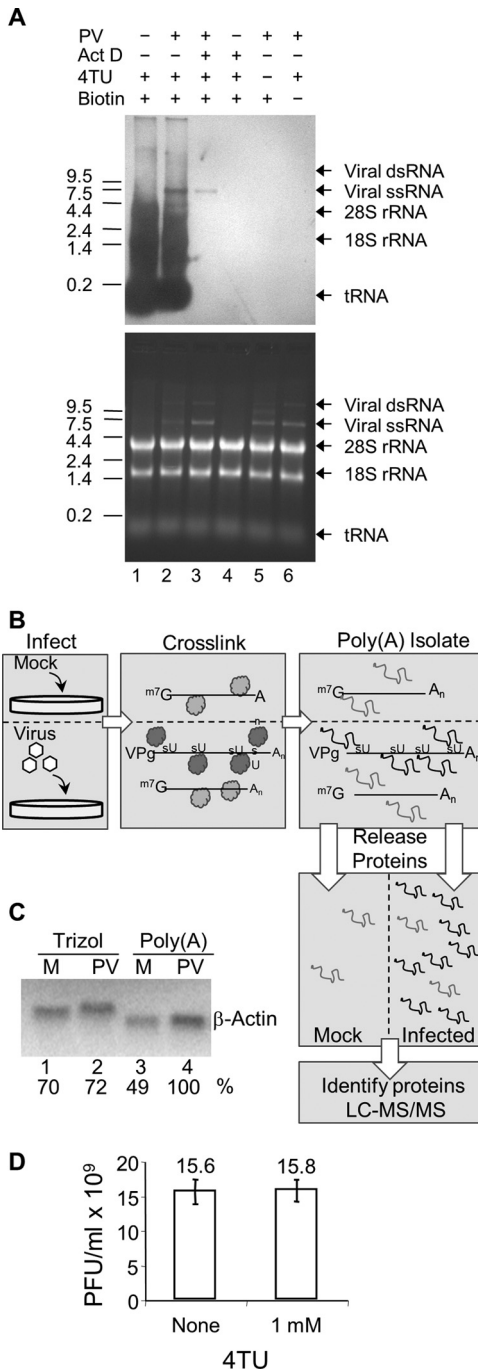 A
PV – + + – + +
Act D – – + + – –
4TU + + + + – +
Biotin + + + + + –
9.5
7.5
4.4
2.4
1.4
0.2
Viral dsRNA
Viral ssRNA
28S rRNA
18S rRNA
tRNA
9.5
7.5
4.4
2.4
1.4
0.2
Viral dsRNA
Viral ssRNA
28S rRNA
18S rRNA
tRNA
1 2 3 4 5 6
B
Infect
Mock
Virus
Crosslink
m7G A
n
VPg sU sU sU s An
U
m7G An
Poly(A) Isolate
m7G An
VPg sU sU sU sU An
m7G An
Release
Proteins
Mock Infected
Identify proteins
LC-MS/MS
C
Trizol Poly(A)
M PV M PV
β-Actin
1 2 3 4
70 72 49 100 %
D
PFU/ml x 10⁹
20
15
10
5
0
15.6 15.8
None 1 mM
4TU